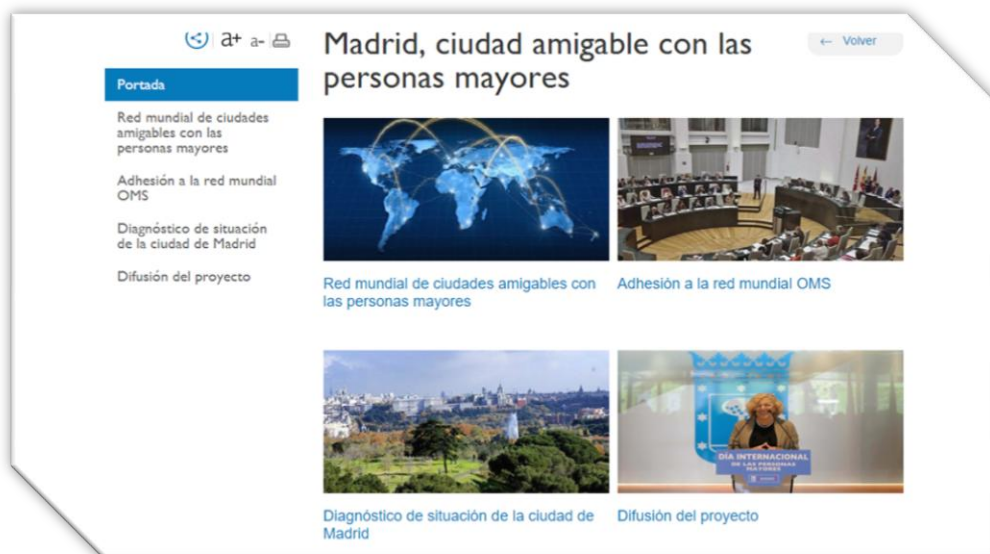 a+ a-
Madrid, ciudad amigable con las
personas mayores
← Volver
Portada
Red mundial de ciudades
amigables con las
personas mayores
Adhesión a la red mundial
OMS
Diagnóstico de situación
de la ciudad de Madrid
Difusión del proyecto
Red mundial de ciudades amigables con
las personas mayores
Adhesión a la red mundial OMS
DÍA INTERNACIONAL
DE LAS PERSONAS
MAYORES
Diagnóstico de situación de la ciudad de
Madrid
Difusión del proyecto